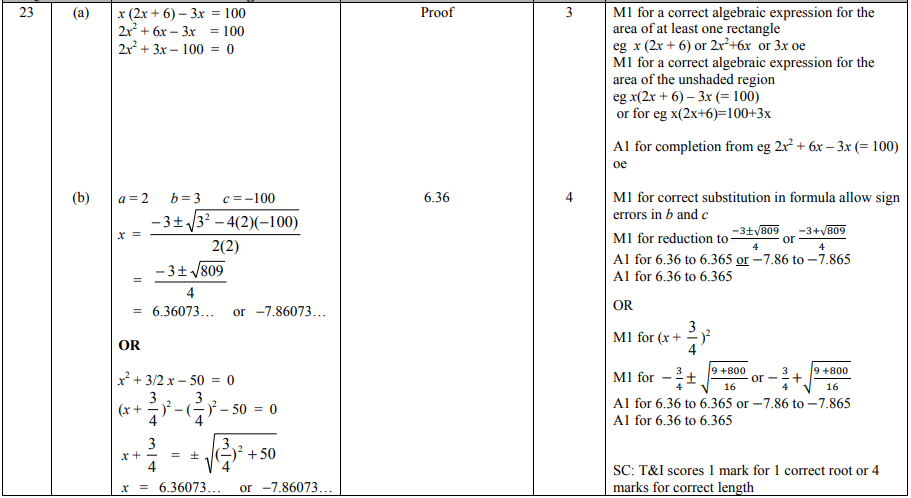 23 (a) x (2x + 6) – 3x = 100 Proof 3 M1 for a correct algebraic expression for the
2x² + 6x – 3x = 100 area of at least one rectangle
2x² + 3x – 100 = 0 eg x (2x + 6) or 2x²+6x or 3x oe
M1 for a correct algebraic expression for the
area of the unshaded region
eg x(2x + 6) – 3x (= 100)
or for eg x(2x+6)=100+3x
A1 for completion from eg 2x² + 6x – 3x (= 100)
oe
(b) a = 2 b = 3 c = –100 6.36 4 M1 for correct substitution in formula allow sign
errors in b and c
x = (–3 ± √(3² – 4(2)(–100))) / 2(2)
M1 for reduction to (–3±√809)/4 or (–3+√809)/4
= (–3 ± √809) / 4
A1 for 6.36 to 6.365 or –7.86 to –7.865
A1 for 6.36 to 6.365
= 6.36073… or –7.86073…
OR
OR
M1 for (x + 3/4)²
x² + 3/2 x – 50 = 0
M1 for –3/4 ± √((9 +800)/16) or –3/4 + √((9 +800)/16)
(x + 3/4)² – (3/4)² – 50 = 0
A1 for 6.36 to 6.365 or –7.86 to –7.865
A1 for 6.36 to 6.365
x + 3/4 = ± √((3/4)² + 50)
SC: T&I scores 1 mark for 1 correct root or 4
x = 6.36073… or –7.86073… marks for correct length